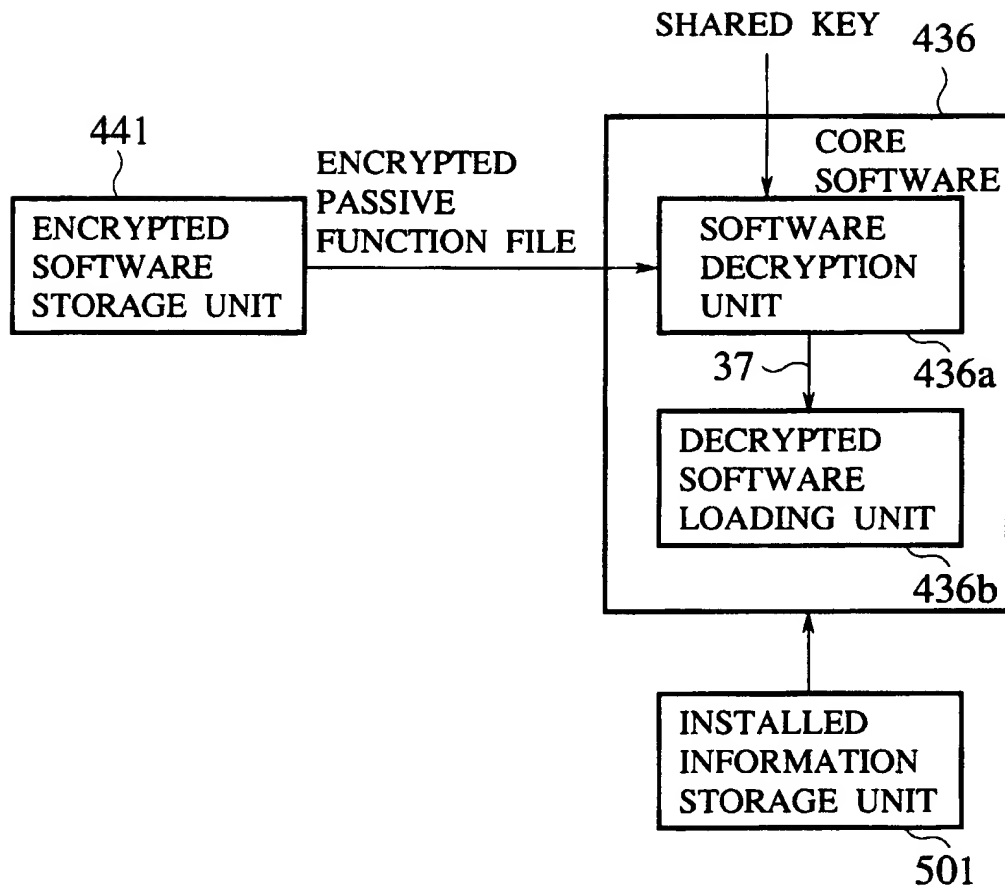 SHARED KEY
436
441
CORE
SOFTWARE
ENCRYPTED
PASSIVE
FUNCTION FILE
ENCRYPTED
SOFTWARE
STORAGE UNIT
SOFTWARE
DECRYPTION
UNIT
37
436a
DECRYPTED
SOFTWARE
LOADING UNIT
436b
INSTALLED
INFORMATION
STORAGE UNIT
501